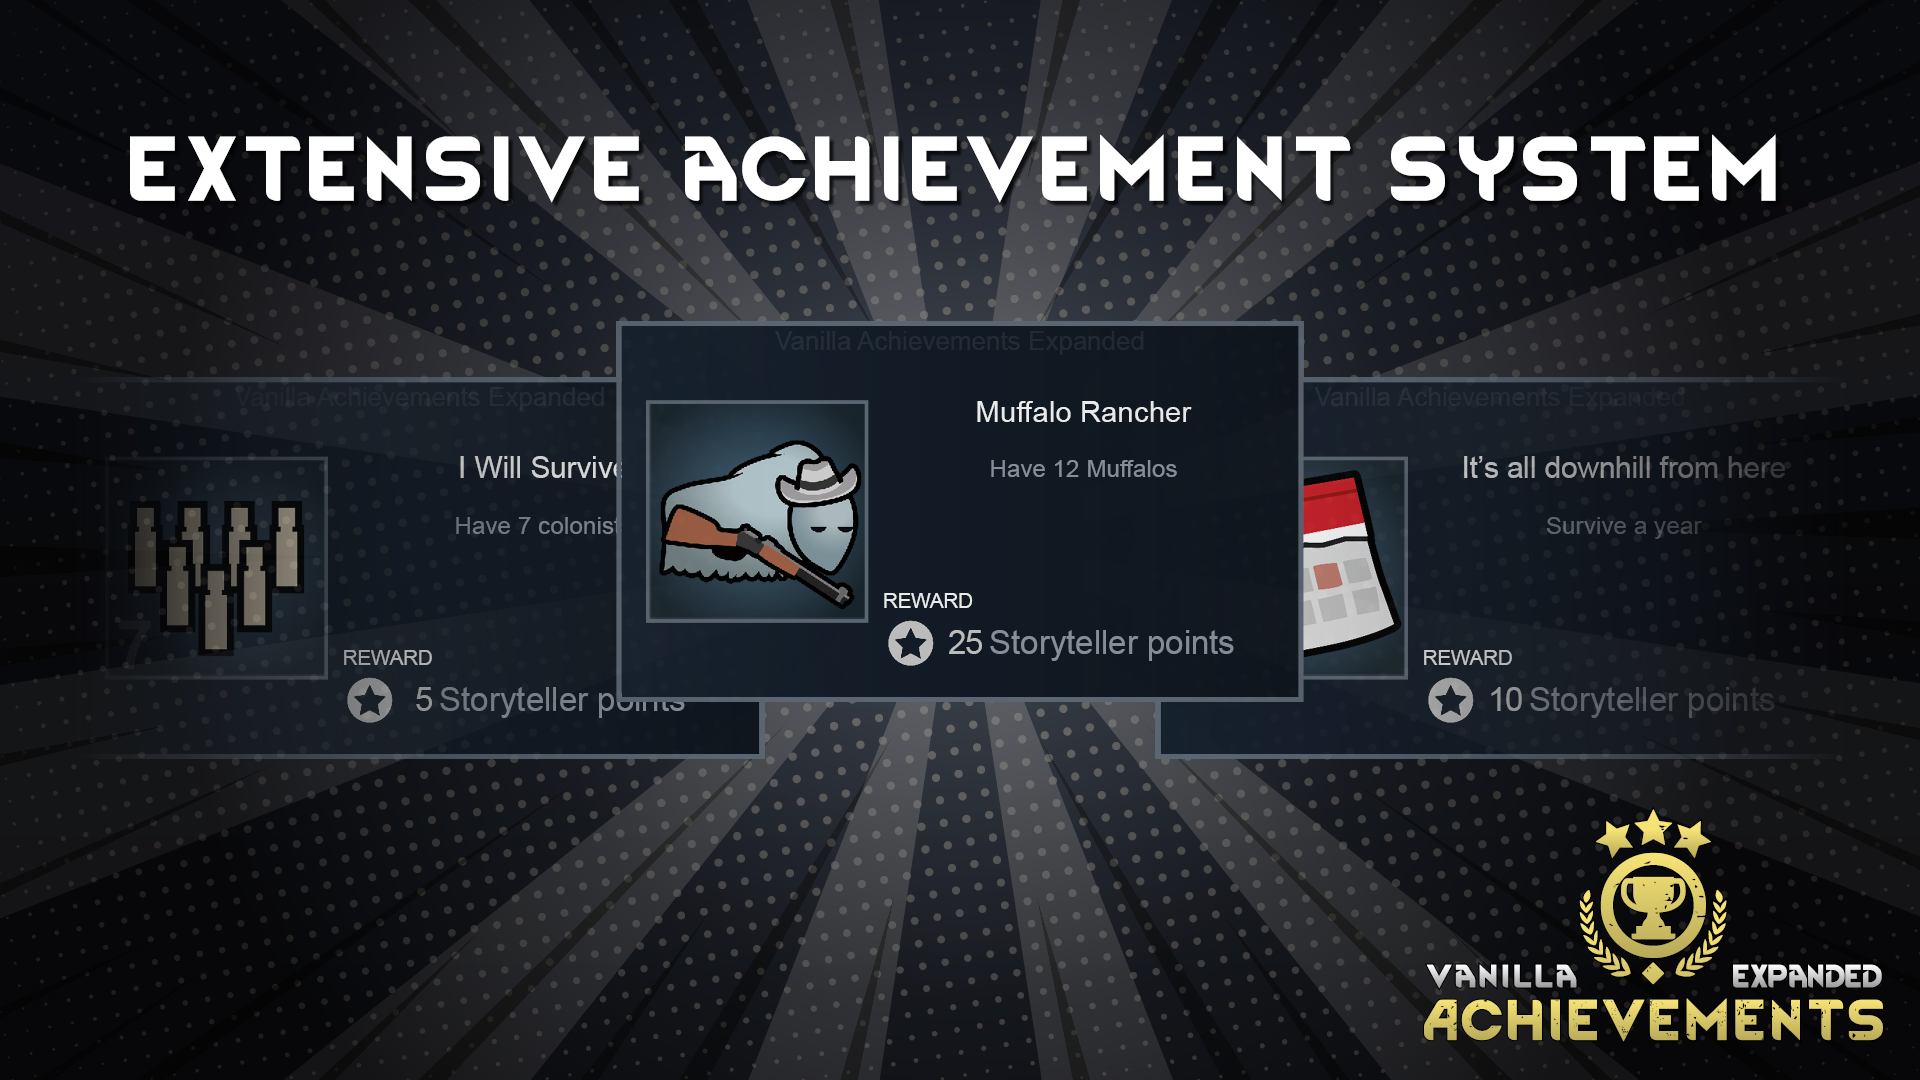 EXTENSIVE ACHIEVEMENT SYSTEM
Vanilla Achievements Expanded
I Will Survive
Have 7 colonist
7
REWARD
5 Storyteller points
Vanilla Achievements Expanded
Muffalo Rancher
Have 12 Muffalos
REWARD
25 Storyteller points
Vanilla Achievements Expanded
It's all downhill from here
Survive a year
REWARD
10 Storyteller points
VANILLA EXPANDED
ACHIEVEMENTS